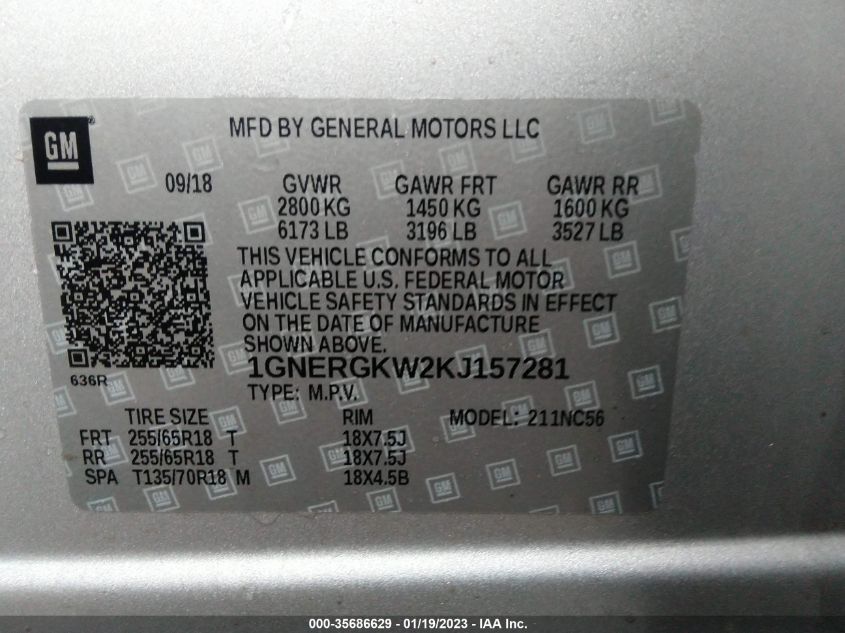 GM
MFD BY GENERAL MOTORS LLC
09/18 GVWR GAWR FRT GAWR RR
2800 KG 1450 KG 1600 KG
6173 LB 3196 LB 3527 LB
THIS VEHICLE CONFORMS TO ALL
APPLICABLE U.S. FEDERAL MOTOR
VEHICLE SAFETY STANDARDS IN EFFECT
ON THE DATE OF MANUFACTURE
SHOWN ABOVE.
1GNERGKW2KJ157281
636R
TYPE: M.P.V.
TIRE SIZE RIM MODEL: 211NC56
FRT 255/65R18 T 18X7.5J
RR 255/65R18 T 18X7.5J
SPA T135/70R18 M 18X4.5B
000-35686629 - 01/19/2023 - IAA Inc.